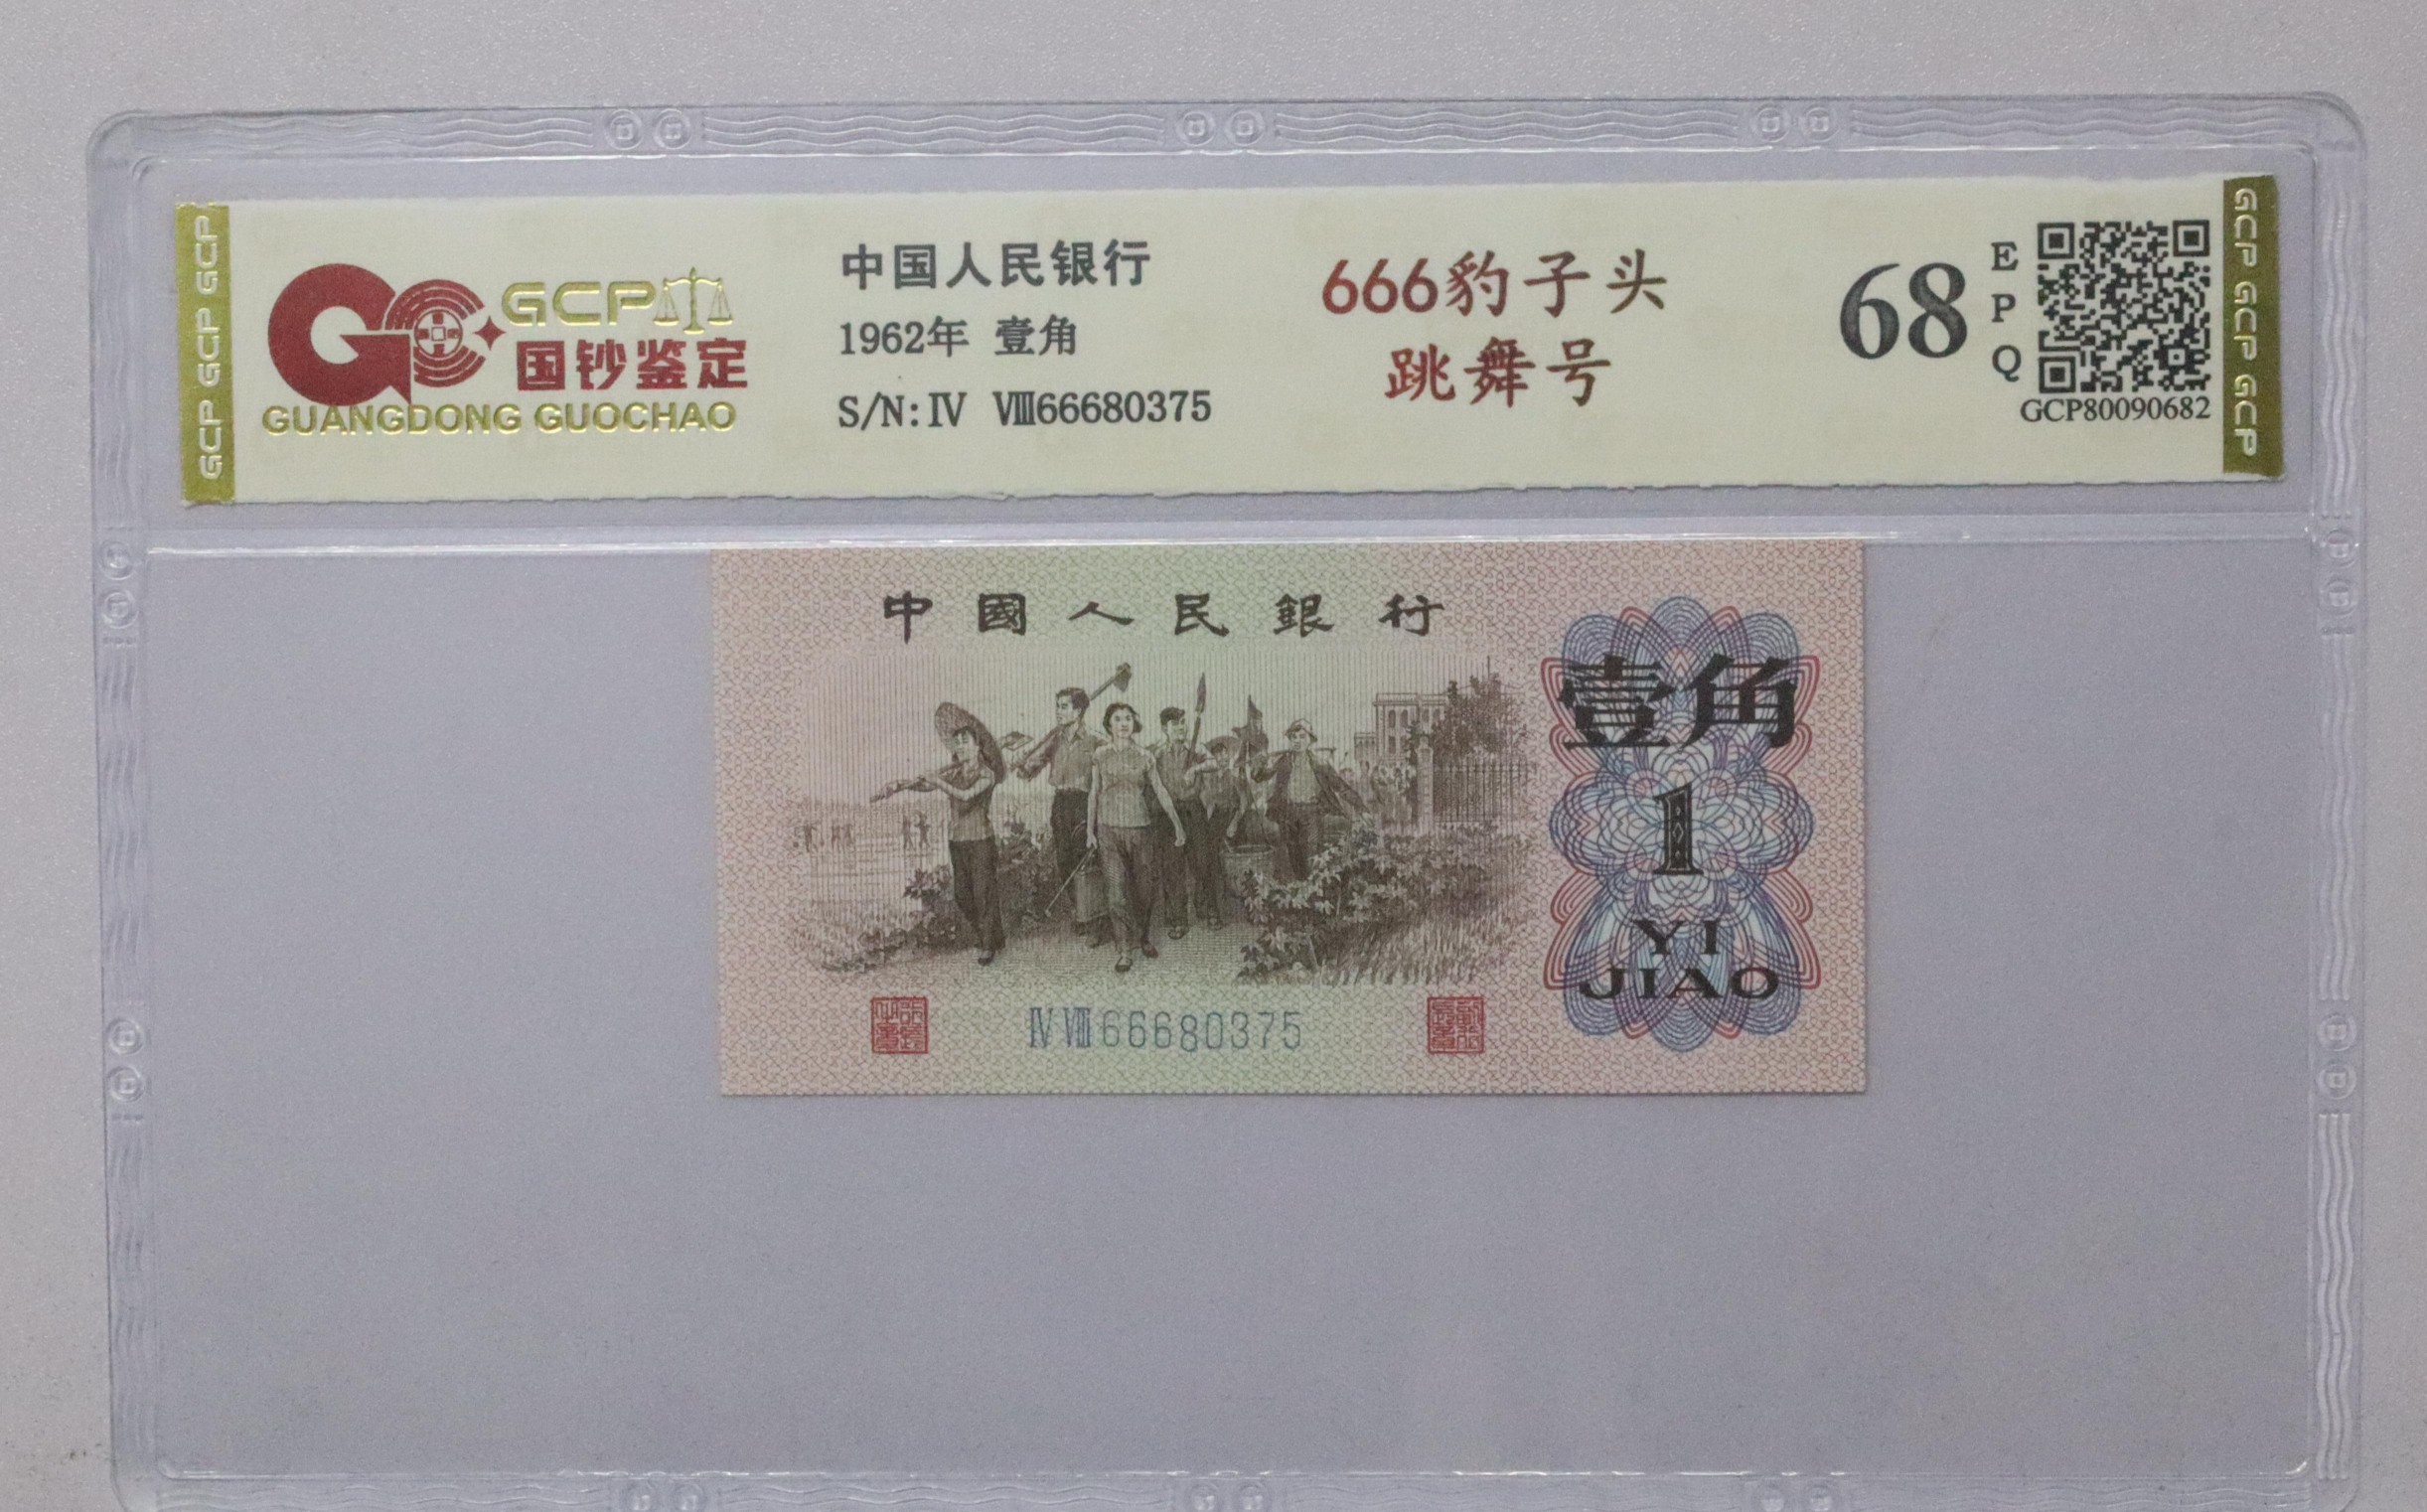 GCP GCP GCP
GCP
国钞鉴定
GUANGDONG GUOCHAO
中国人民银行
1962年 壹角
S/N: Ⅳ Ⅷ66680375
666豹子头
跳舞号
68
EPQ
GCP80090682
GCP GCP GCP
中國人民銀行
壹角
1
YI
JIAO
Ⅳ Ⅷ 66680375